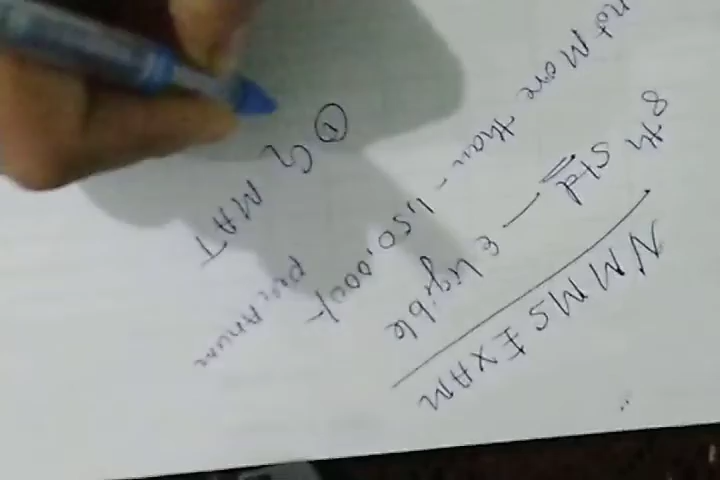 NMMS EXAM
8th Std — Eligible
not More than - 1,50,000/-
per Annum
① MAT